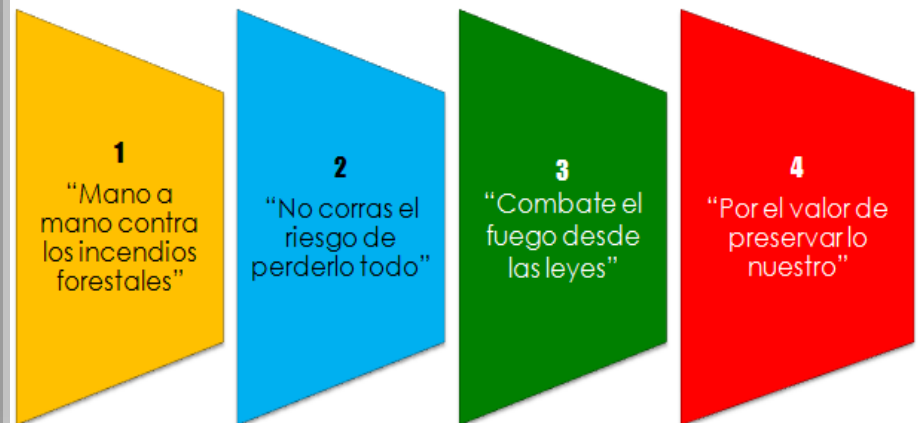 1
“Mano a
mano contra
los incendios
forestales”
2
“No corras el
riesgo de
perderlo todo”
3
“Combate el
fuego desde
las leyes”
4
“Por el valor de
preservar lo
nuestro”